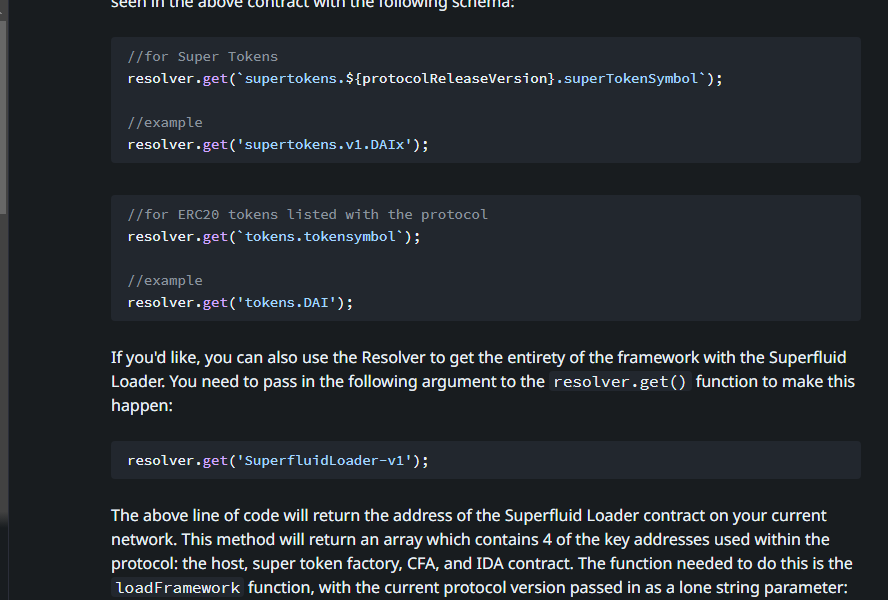 seen in the above contract with the following schema:
//for Super Tokens
resolver.get(`supertokens.${protocolReleaseVersion}.superTokenSymbol`);
//example
resolver.get('supertokens.v1.DAIx');
//for ERC20 tokens listed with the protocol
resolver.get(`tokens.tokensymbol`);
//example
resolver.get('tokens.DAI');
If you'd like, you can also use the Resolver to get the entirety of the framework with the Superfluid
Loader. You need to pass in the following argument to the resolver.get() function to make this
happen:
resolver.get('SuperfluidLoader-v1');
The above line of code will return the address of the Superfluid Loader contract on your current
network. This method will return an array which contains 4 of the key addresses used within the
protocol: the host, super token factory, CFA, and IDA contract. The function needed to do this is the
loadFramework function, with the current protocol version passed in as a lone string parameter: